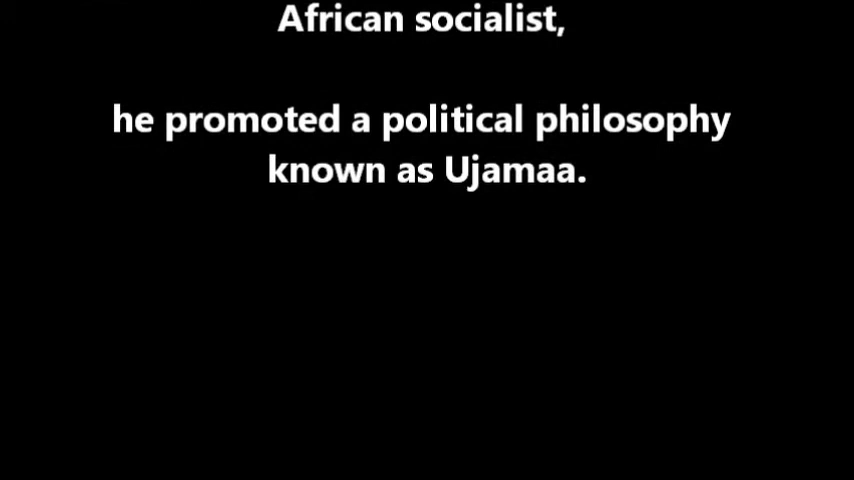 African socialist,
he promoted a political philosophy
known as Ujamaa.